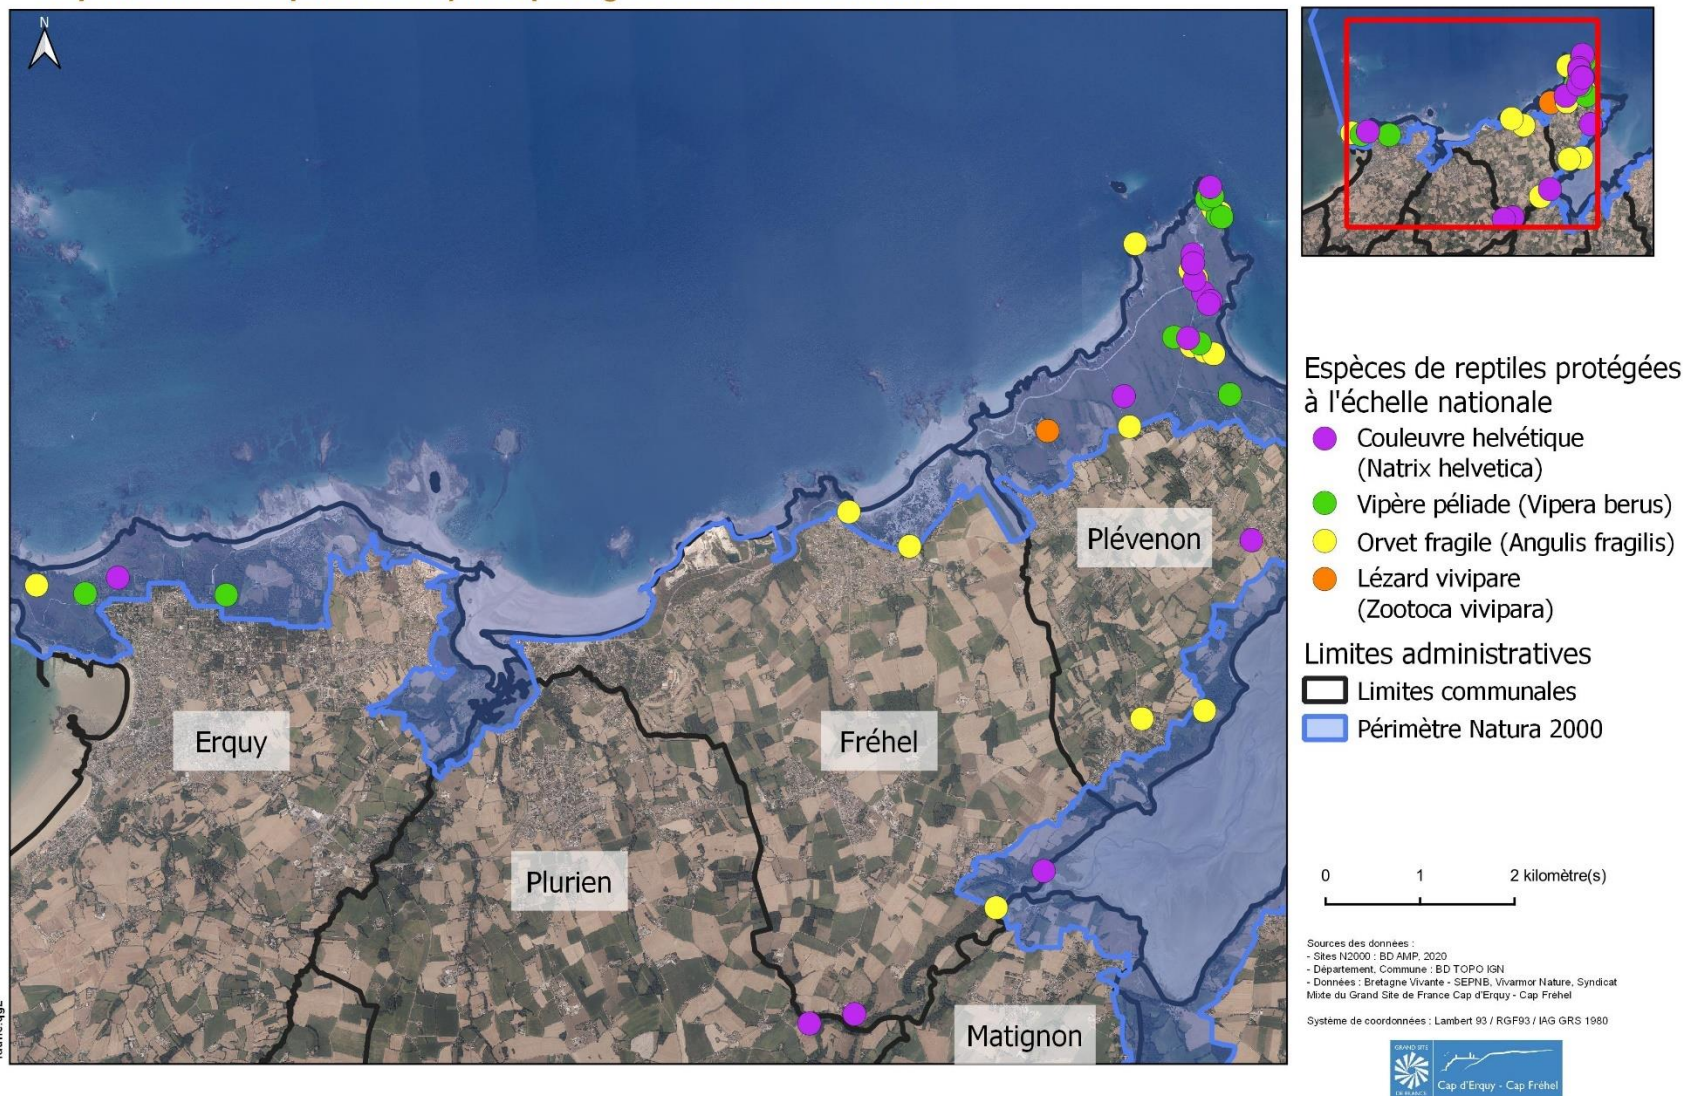 N
Espèces de reptiles protégées
à l'échelle nationale
Couleuvre helvétique
(Natrix helvetica)
Vipère péliade (Vipera berus)
Orvet fragile (Angulis fragilis)
Lézard vivipare
(Zootoca vivipara)
Limites administratives
Limites communales
Périmètre Natura 2000
Plévenon
Erquy
Fréhel
Plurien
Matignon
0 1 2 kilomètre(s)
Sources des données :
- Sites N2000 : BD AMP, 2020
- Département, Commune : BD TOPO IGN
- Données : Bretagne Vivante - SEPNB, Vivarmor Nature, Syndicat
Mixte du Grand Site de France Cap d'Erquy - Cap Fréhel
Système de coordonnées : Lambert 93 / RGF93 / IAG GRS 1980
GRAND SITE
DE FRANCE
Cap d'Erquy - Cap Fréhel